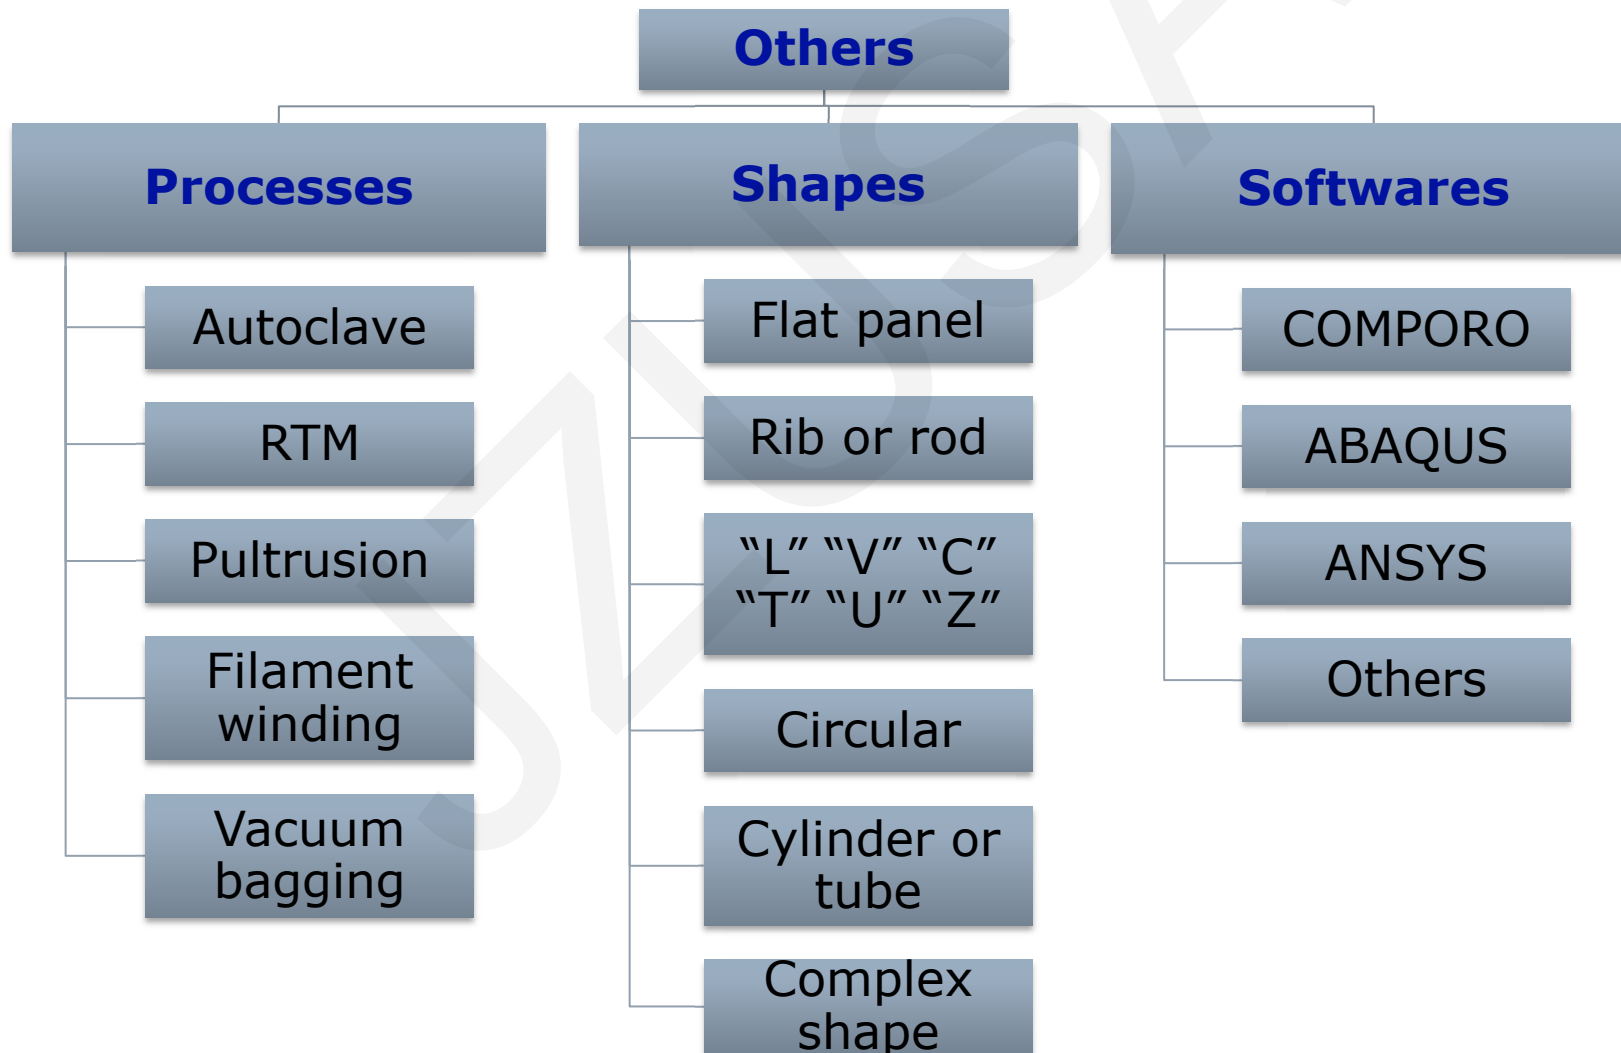 Others
Processes
Shapes
Softwares
Autoclave
RTM
Pultrusion
Filament
winding
Vacuum
bagging
Flat panel
Rib or rod
“L” “V” “C”
“T” “U” “Z”
Circular
Cylinder or
tube
Complex
shape
COMPORO
ABAQUS
ANSYS
Others
JZUSA